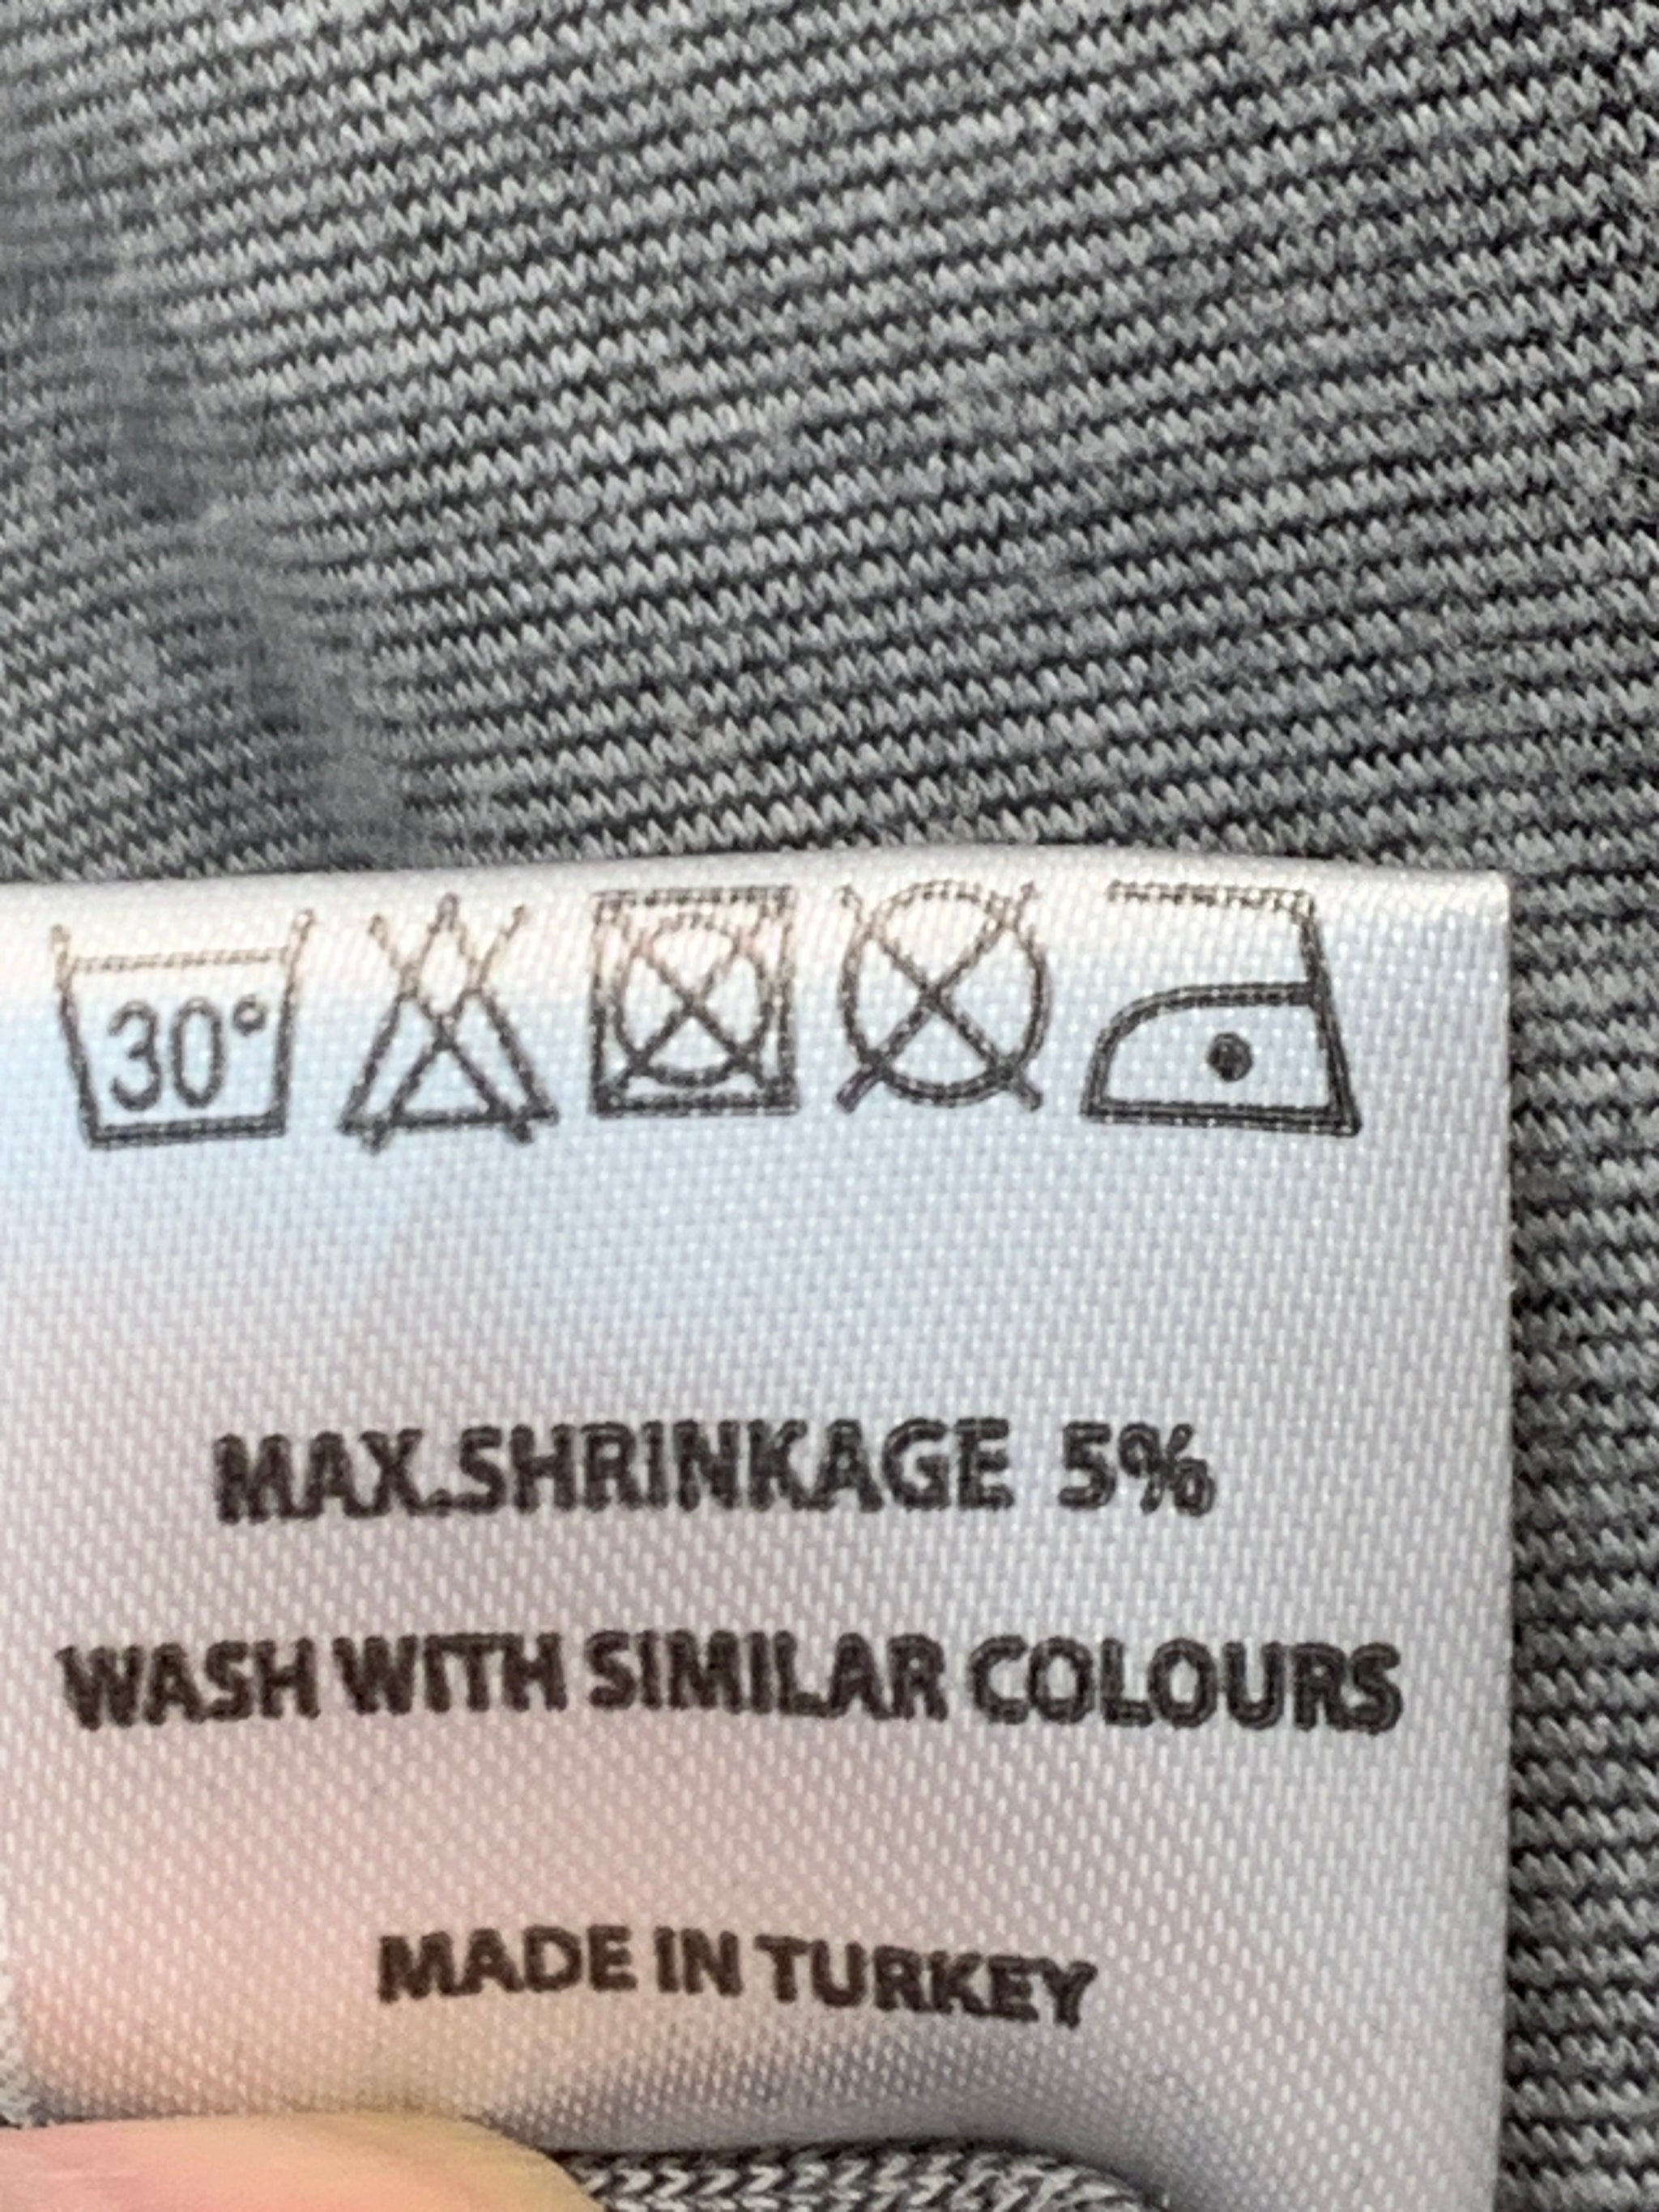 30°
MAX.SHRINKAGE 5%
WASH WITH SIMILAR COLOURS
MADE IN TURKEY